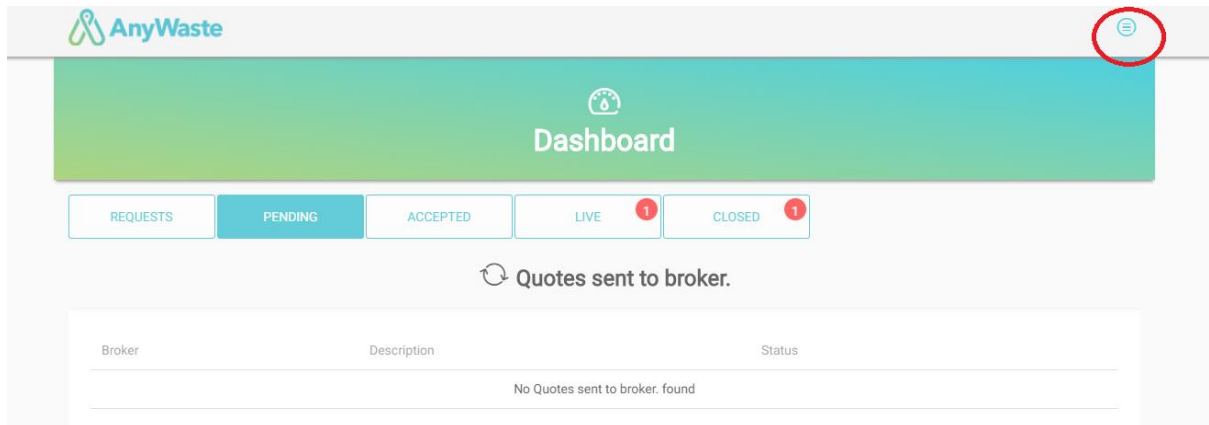 AnyWaste
Dashboard
REQUESTS PENDING ACCEPTED LIVE 1 CLOSED 1
Quotes sent to broker.
Broker Description Status
No Quotes sent to broker. found